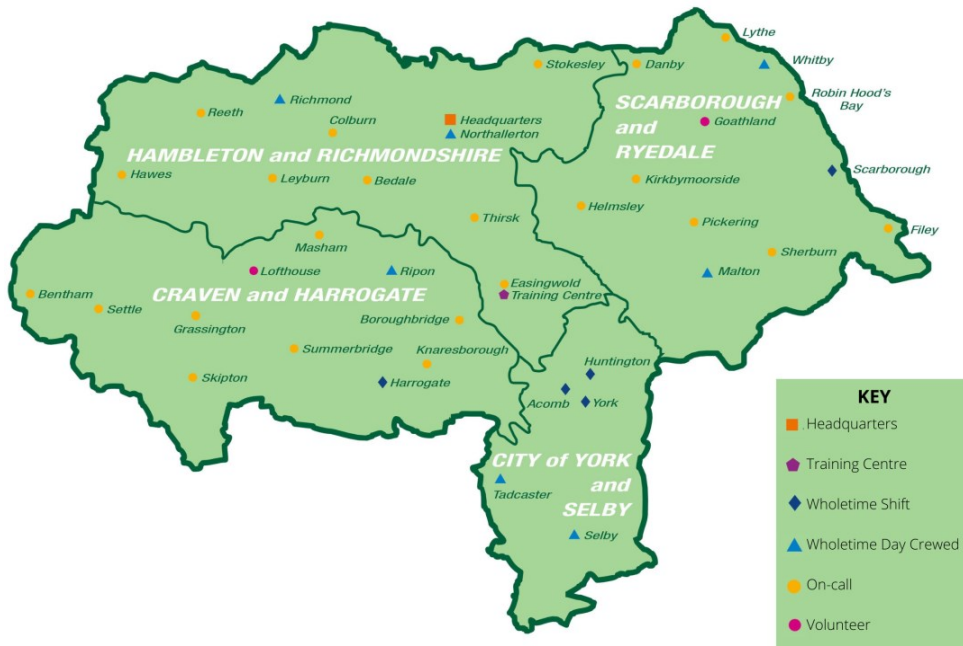 Lythe
Stokesley
Danby
Whitby
Richmond
SCARBOROUGH
Robin Hood's
Bay
Reeth
Colburn
Headquarters
and
Goathland
Northallerton
RYEDALE
HAMBLETON and RICHMONDSHIRE
Scarborough
Hawes
Leyburn
Bedale
Kirkbymoorside
Helmsley
Thirsk
Pickering
Filey
Masham
Sherburn
Lofthouse
Ripon
Malton
Easingwold
Training Centre
Bentham
CRAVEN and HARROGATE
Settle
Grassington
Boroughbridge
Summerbridge
Knaresborough
Huntington
Skipton
Harrogate
Acomb
York
CITY of YORK
and
SELBY
Tadcaster
Selby
KEY
Headquarters
Training Centre
Wholetime Shift
Wholetime Day Crewed
On-call
Volunteer